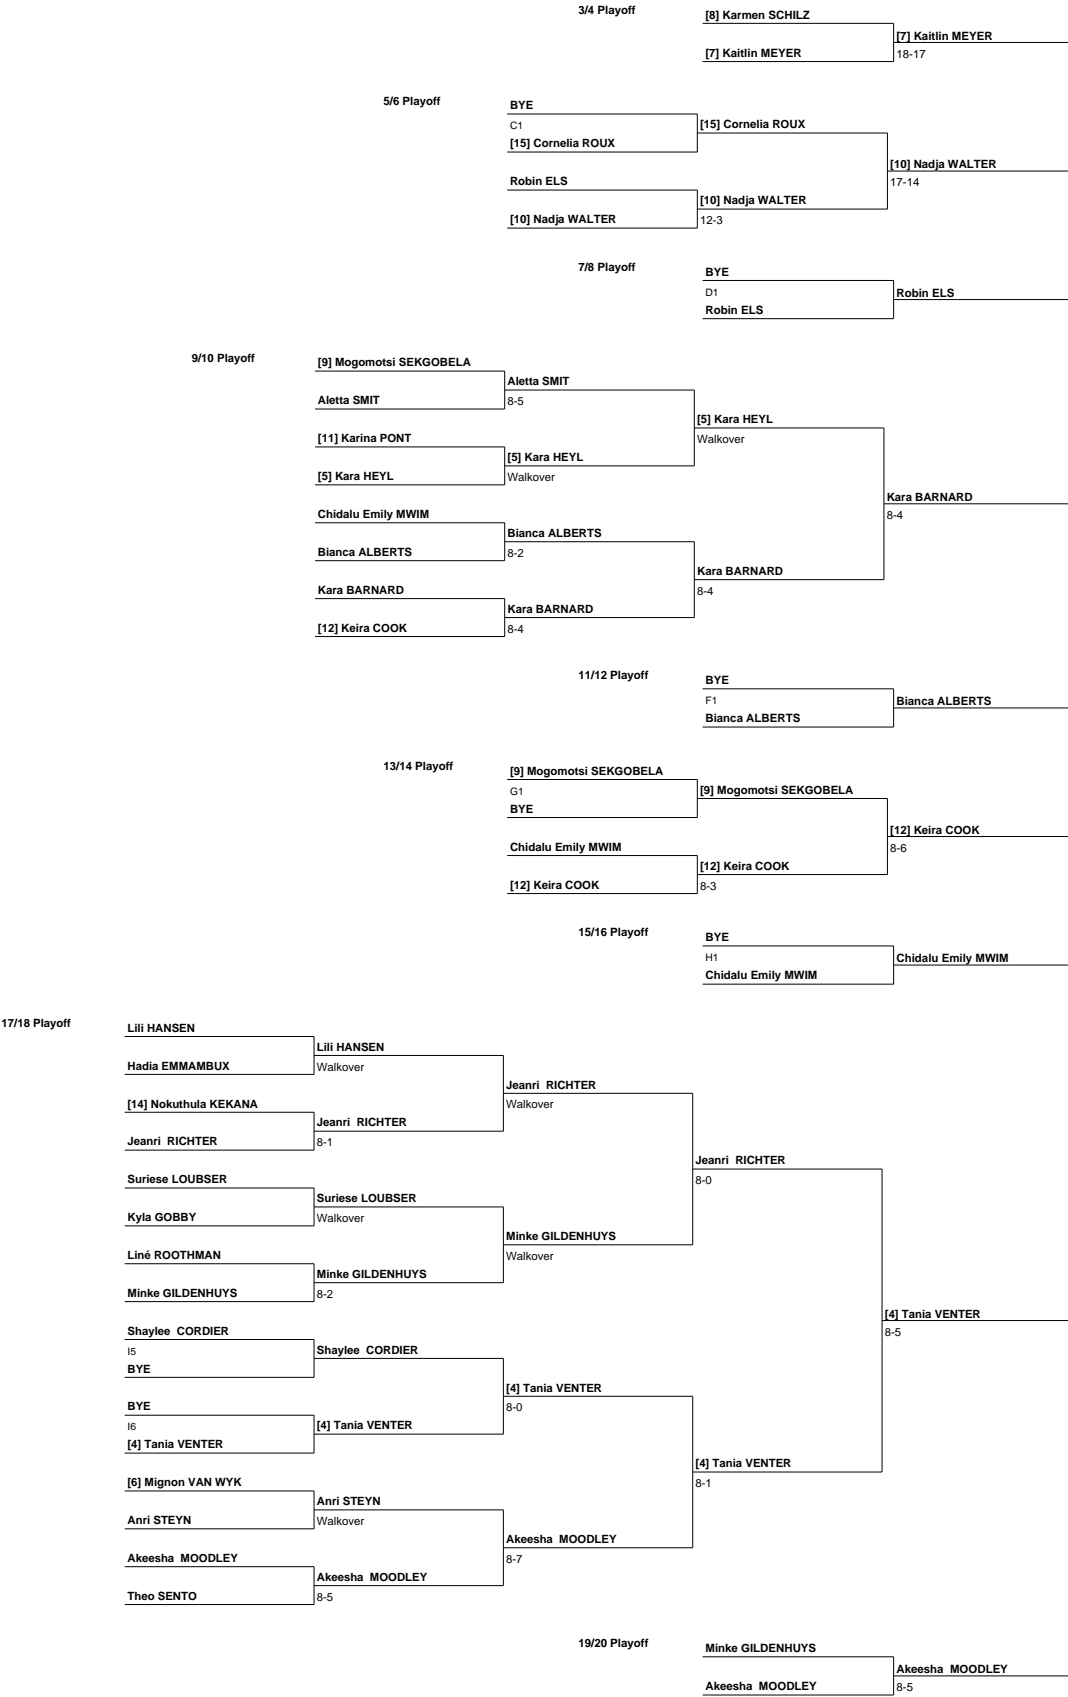 3/4 Playoff
[8] Karmen SCHILZ
[7] Kaitlin MEYER
[7] Kaitlin MEYER
18-17
5/6 Playoff
BYE
C1
[15] Cornelia ROUX
[15] Cornelia ROUX
[10] Nadja WALTER
17-14
Robin ELS
[10] Nadja WALTER
[10] Nadja WALTER
12-3
7/8 Playoff
BYE
D1
Robin ELS
Robin ELS
9/10 Playoff
[9] Mogomotsi SEKGOBELA
Aletta SMIT
Aletta SMIT
8-5
[5] Kara HEYL
Walkover
[11] Karina PONT
[5] Kara HEYL
[5] Kara HEYL
Walkover
Kara BARNARD
8-4
Chidalu Emily MWIM
Bianca ALBERTS
Bianca ALBERTS
8-2
Kara BARNARD
8-4
Kara BARNARD
Kara BARNARD
[12] Keira COOK
8-4
11/12 Playoff
BYE
F1
Bianca ALBERTS
Bianca ALBERTS
13/14 Playoff
[9] Mogomotsi SEKGOBELA
G1
[9] Mogomotsi SEKGOBELA
BYE
[12] Keira COOK
8-6
Chidalu Emily MWIM
[12] Keira COOK
[12] Keira COOK
8-3
15/16 Playoff
BYE
H1
Chidalu Emily MWIM
Chidalu Emily MWIM
17/18 Playoff
Lili HANSEN
Lili HANSEN
Hadia EMMAMBUX
Walkover
Jeanri RICHTER
Walkover
[14] Nokuthula KEKANA
Jeanri RICHTER
Jeanri RICHTER
8-1
Jeanri RICHTER
8-0
Suriese LOUBSER
Suriese LOUBSER
Kyla GOBBY
Walkover
Minke GILDENHUYS
Walkover
Liné ROOTHMAN
Minke GILDENHUYS
Minke GILDENHUYS
8-2
[4] Tania VENTER
8-5
Shaylee CORDIER
I5
Shaylee CORDIER
BYE
[4] Tania VENTER
8-0
BYE
I6
[4] Tania VENTER
[4] Tania VENTER
[4] Tania VENTER
8-1
[6] Mignon VAN WYK
Anri STEYN
Anri STEYN
Walkover
Akeesha MOODLEY
8-7
Akeesha MOODLEY
Akeesha MOODLEY
Theo SENTO
8-5
19/20 Playoff
Minke GILDENHUYS
Akeesha MOODLEY
Akeesha MOODLEY
8-5